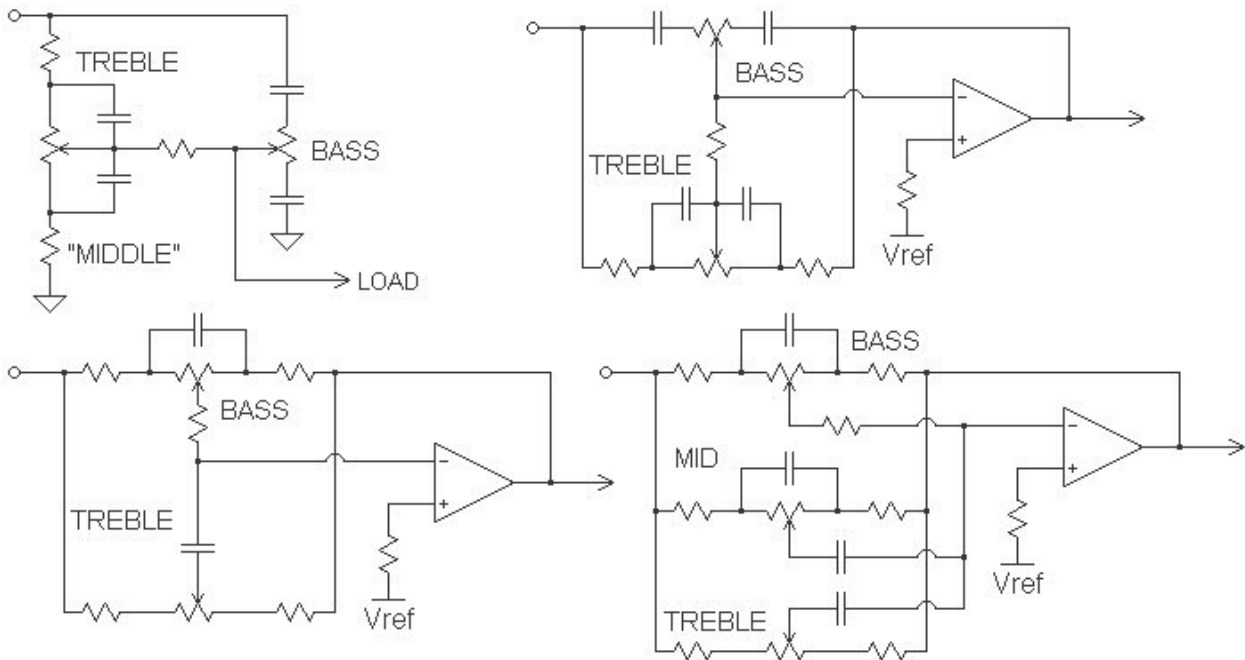 TREBLE
BASS
"MIDDLE"
LOAD
BASS
TREBLE
Vref
BASS
TREBLE
Vref
BASS
MID
TREBLE
Vref